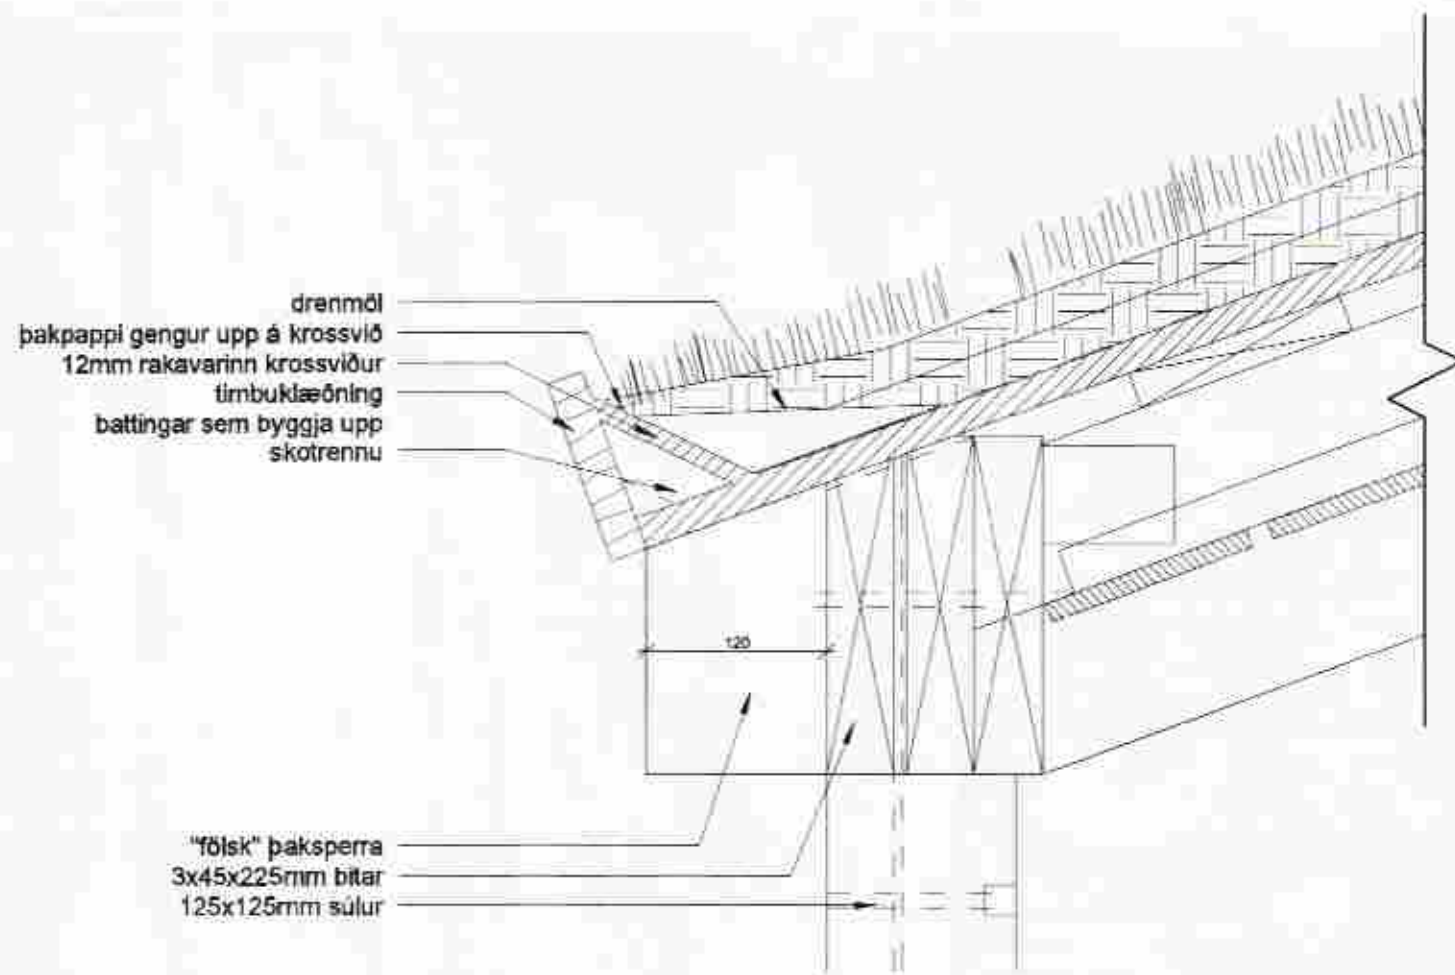 drenmöl
þakpappi gengur upp á krossvið
12mm rakavarinn krossviður
timbuklæðning
battingar sem byggja upp
skotrennu
120
"fölsk" þaksperra
3x45x225mm bitar
125x125mm súlur